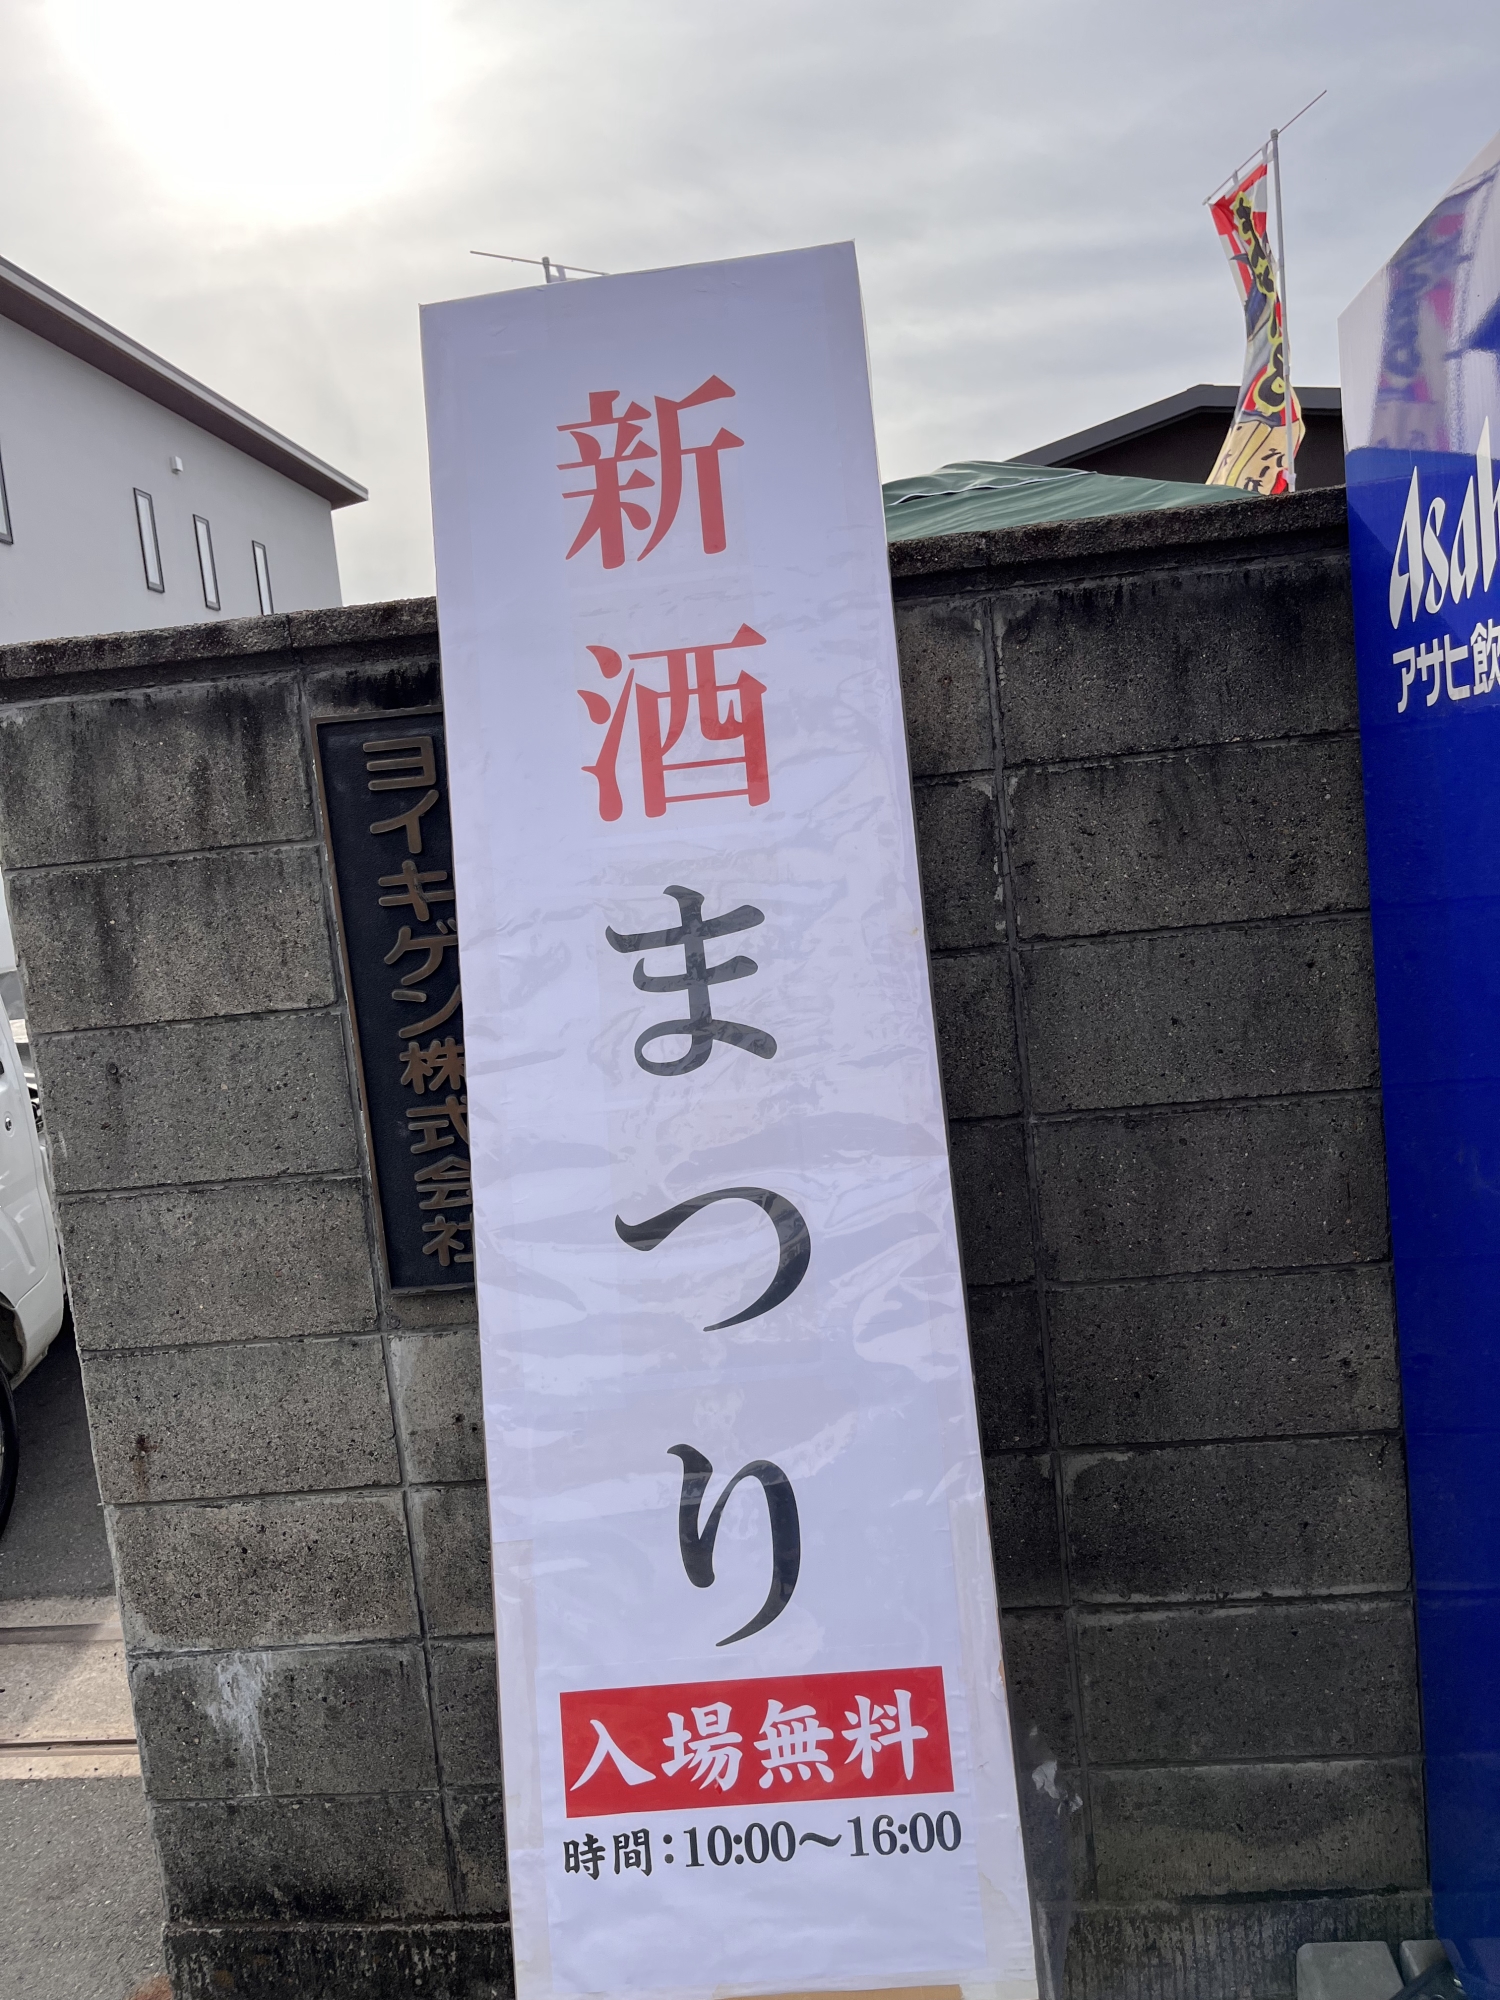 新酒まつり
入場無料
時間：10:00～16:00
ヨイキゲン株式会社
Asah
アサヒ飲